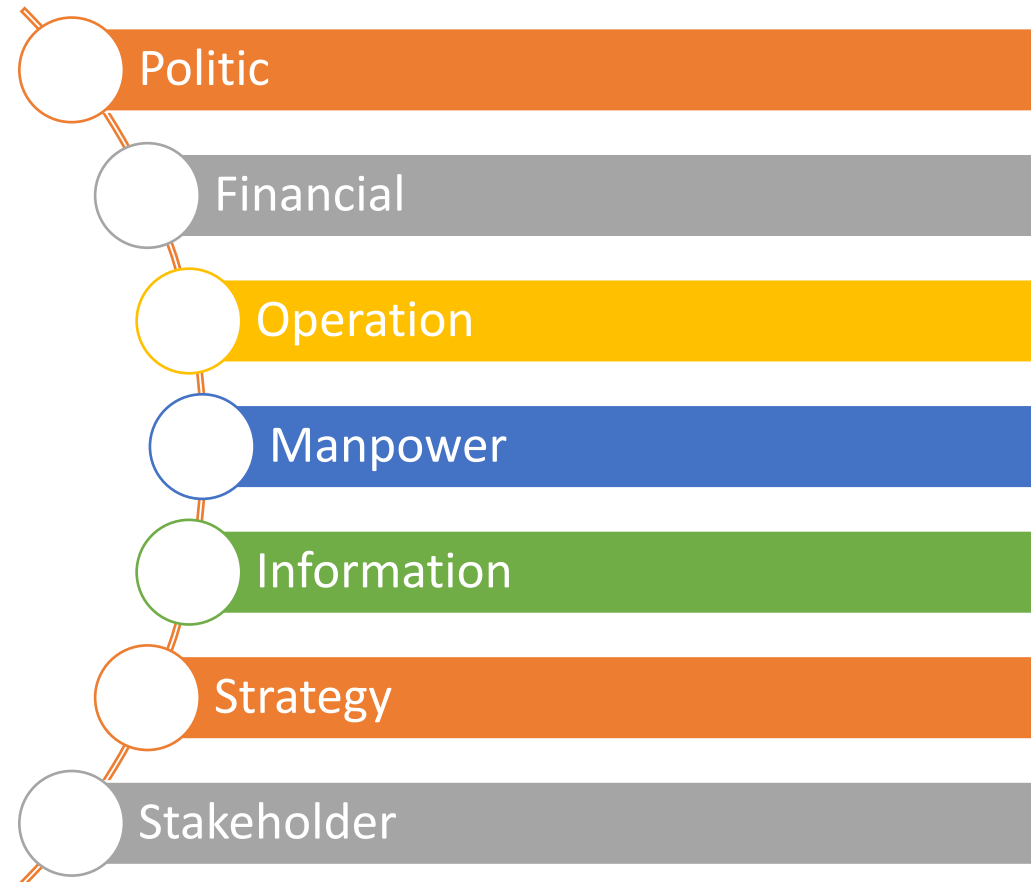 Politic
Financial
Operation
Manpower
Information
Strategy
Stakeholder